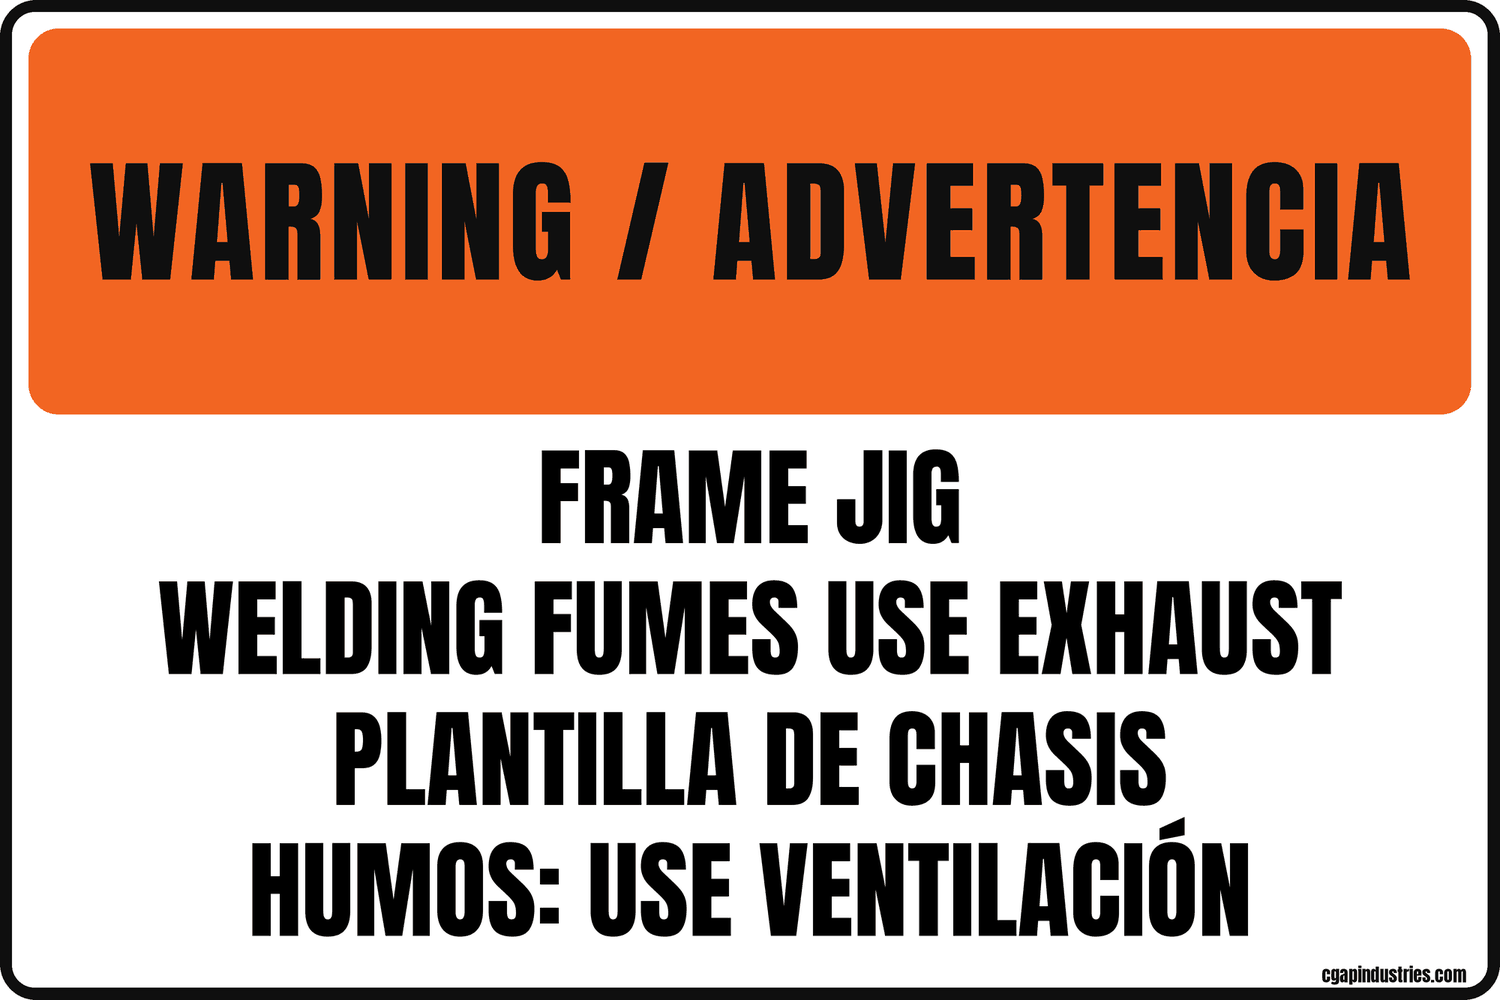 WARNING / ADVERTENCIA
FRAME JIG
WELDING FUMES USE EXHAUST
PLANTILLA DE CHASIS
HUMOS: USE VENTILACIÓN
cgapindustries.com